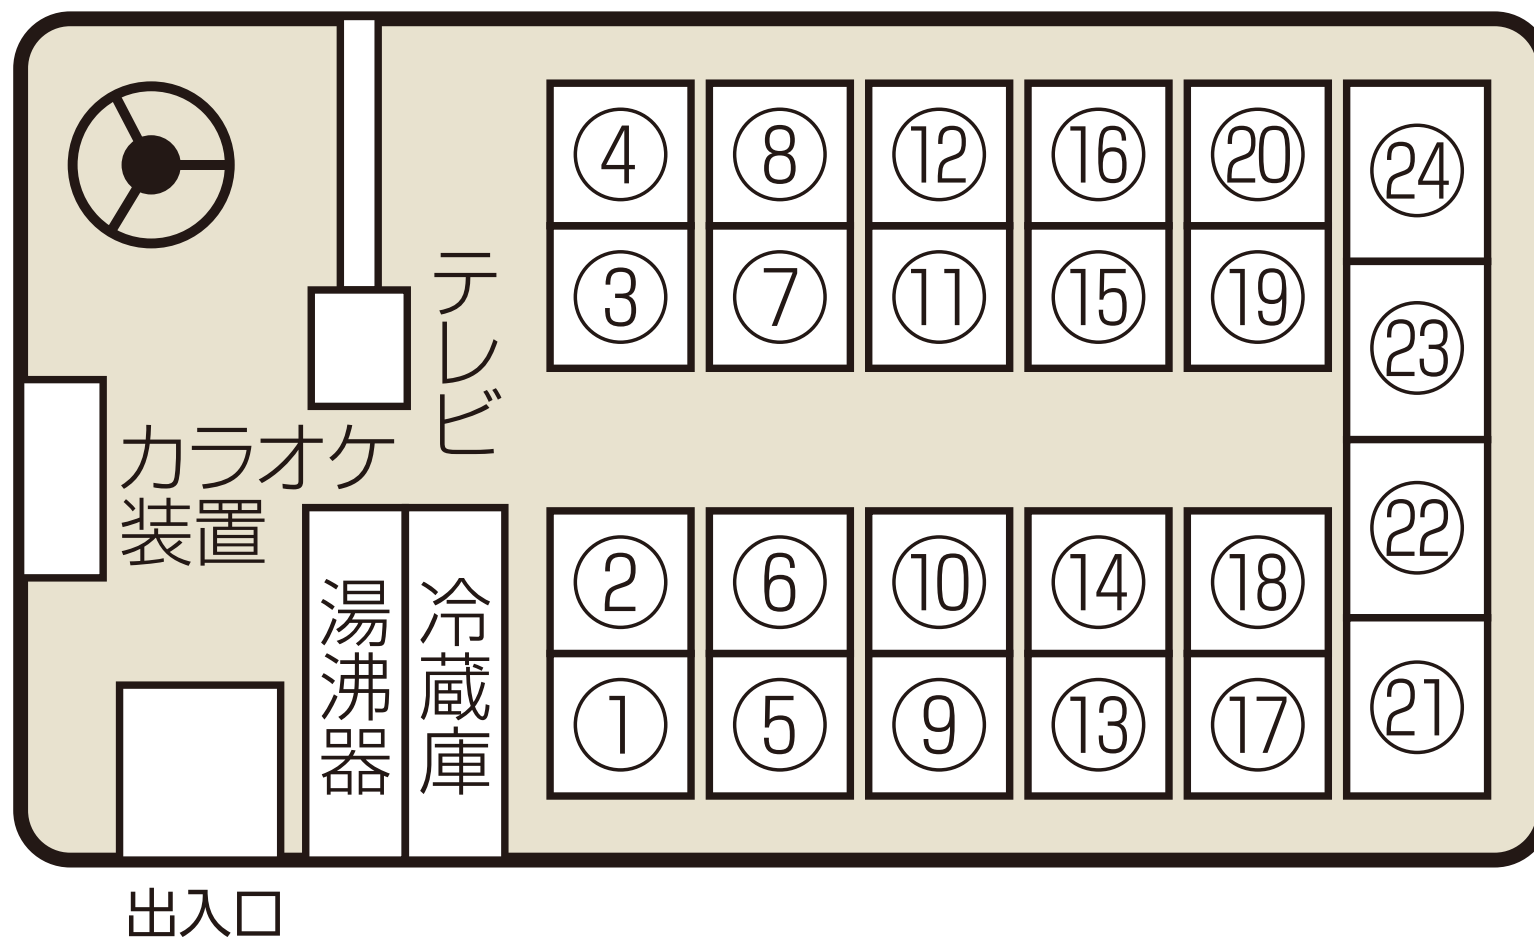 ④ ⑧ ⑫ ⑯ ⑳ ㉔
③ ⑦ ⑪ ⑮ ⑲ ㉓
テレビ
カラオケ
装置
湯沸器
冷蔵庫
② ⑥ ⑩ ⑭ ⑱ ㉒
① ⑤ ⑨ ⑬ ⑰ ㉑
出入口